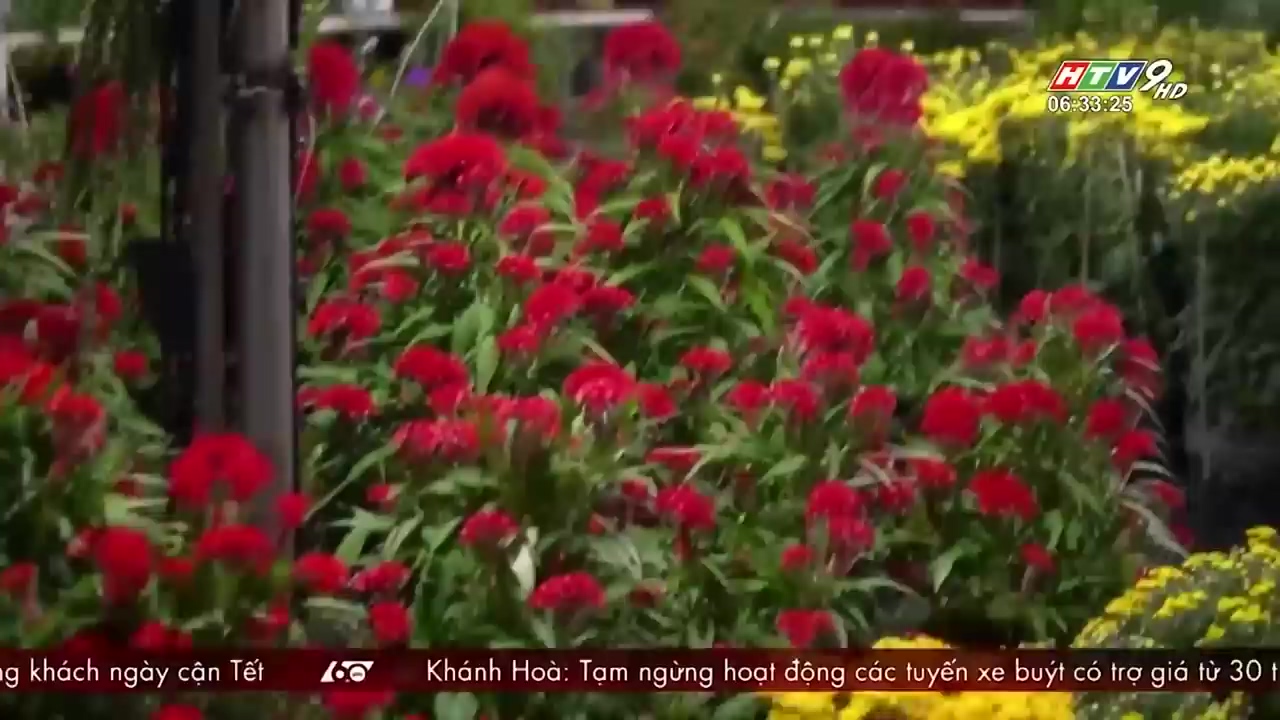 HTV9 HD
06:33:25
khách ngày cận Tết 60 Khánh Hoà: Tạm ngừng hoạt động các tuyến xe buýt có trợ giá từ 30